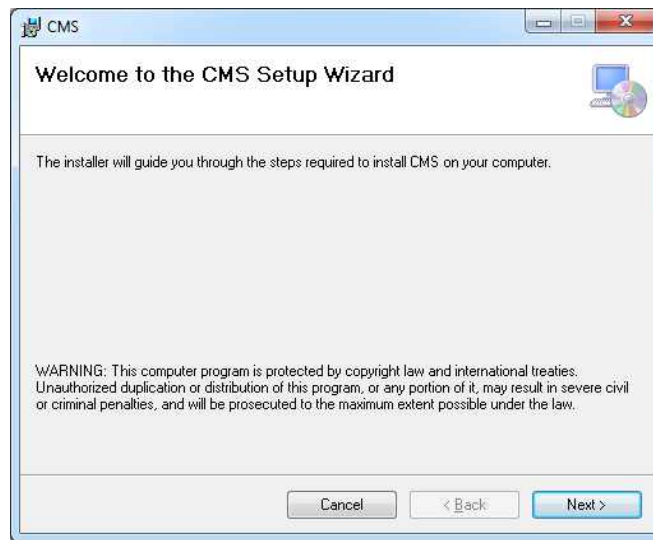 CMS
Welcome to the CMS Setup Wizard
The installer will guide you through the steps required to install CMS on your computer.
WARNING: This computer program is protected by copyright law and international treaties.
Unauthorized duplication or distribution of this program, or any portion of it, may result in severe civil
or criminal penalties, and will be prosecuted to the maximum extent possible under the law.
Cancel
< Back
Next >